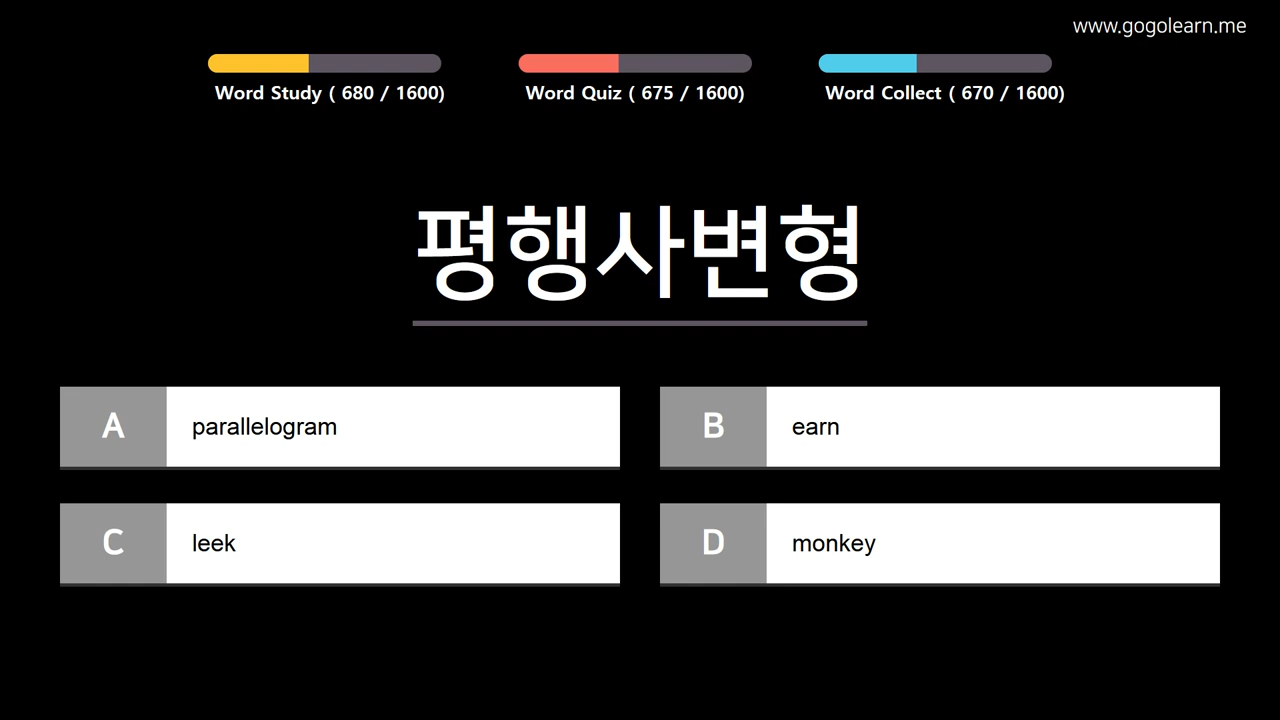 www.gogolearn.me
Word Study ( 680 / 1600)
Word Quiz ( 675 / 1600)
Word Collect ( 670 / 1600)
평행사변형
A parallelogram
B earn
C leek
D monkey